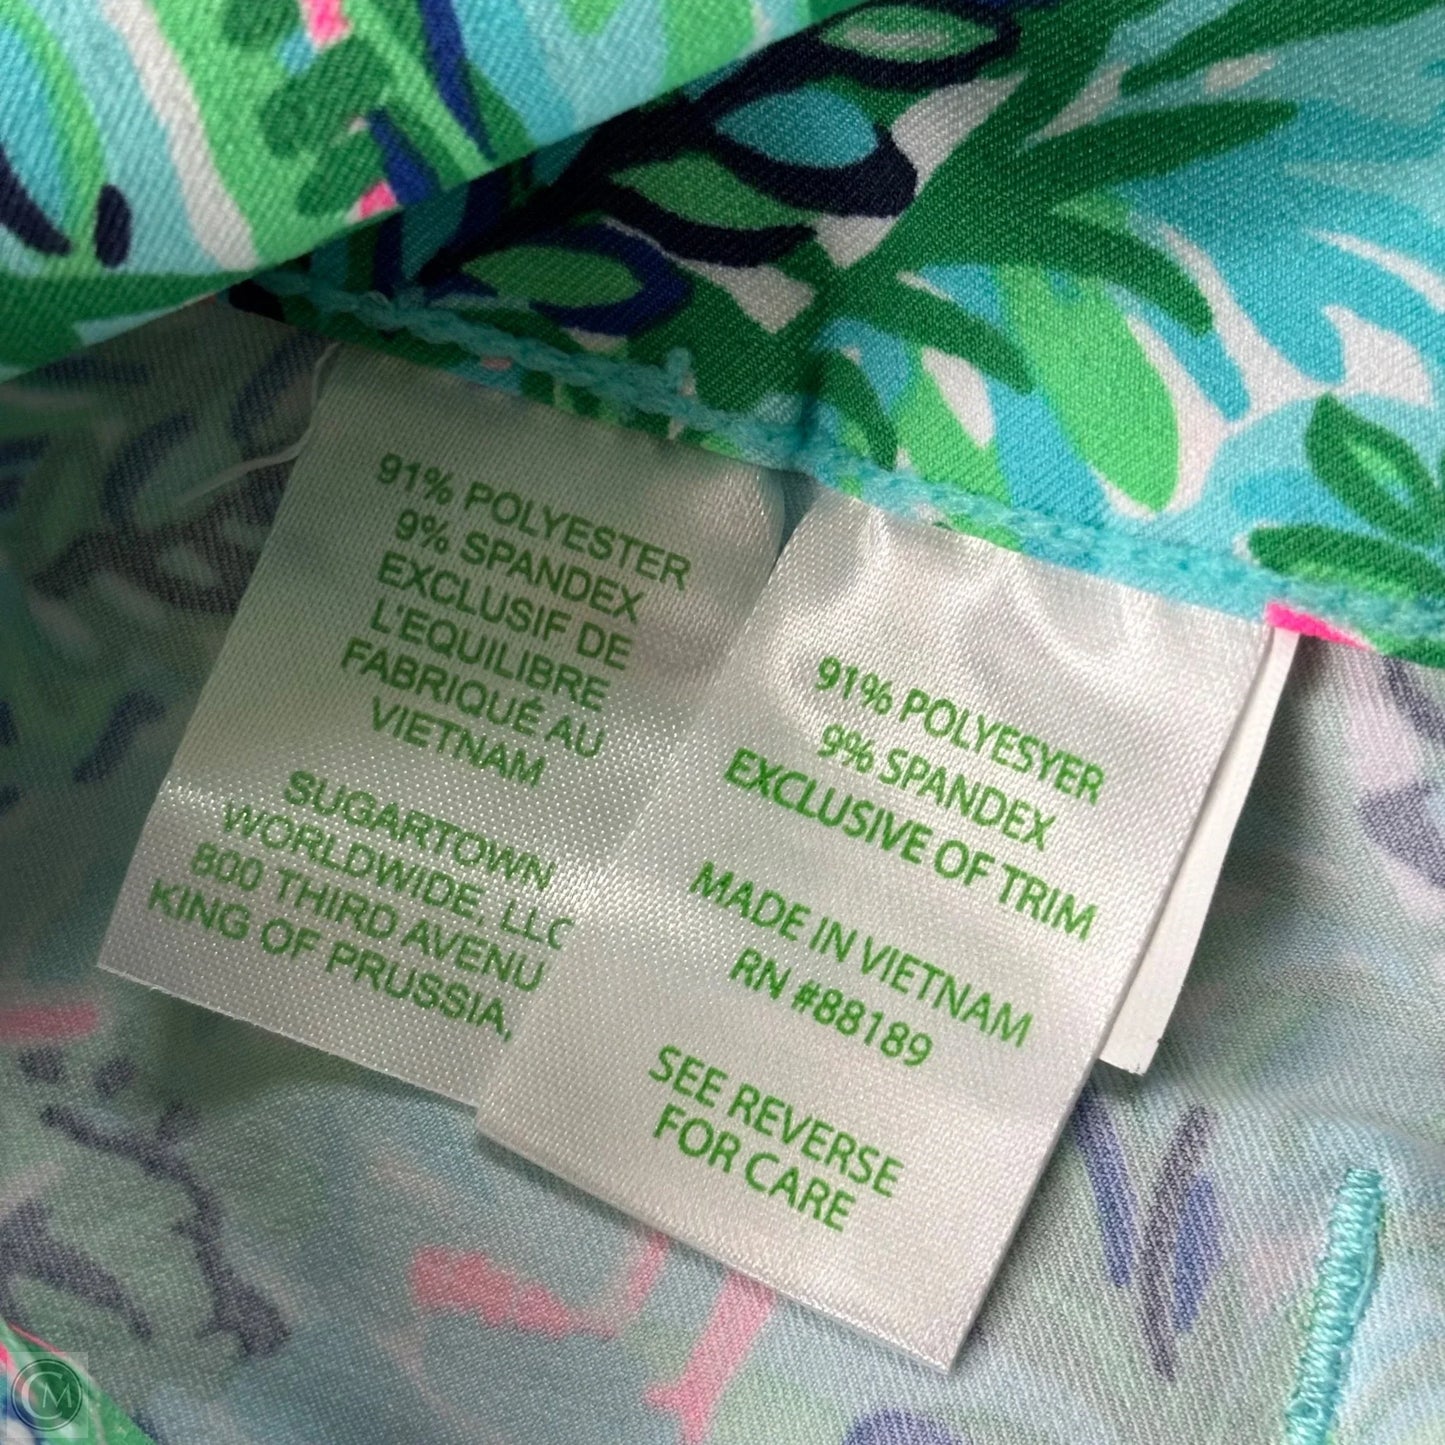 91% POLYESTER
9% SPANDEX
EXCLUSIF DE
L'EQUILIBRE
FABRIQUÉ AU
VIETNAM
SUGARTOWN
WORLDWIDE, LLC
800 THIRD AVENU
KING OF PRUSSIA,
91% POLYESYER
9% SPANDEX
EXCLUSIVE OF TRIM
MADE IN VIETNAM
RN #88189
SEE REVERSE
FOR CARE
CM